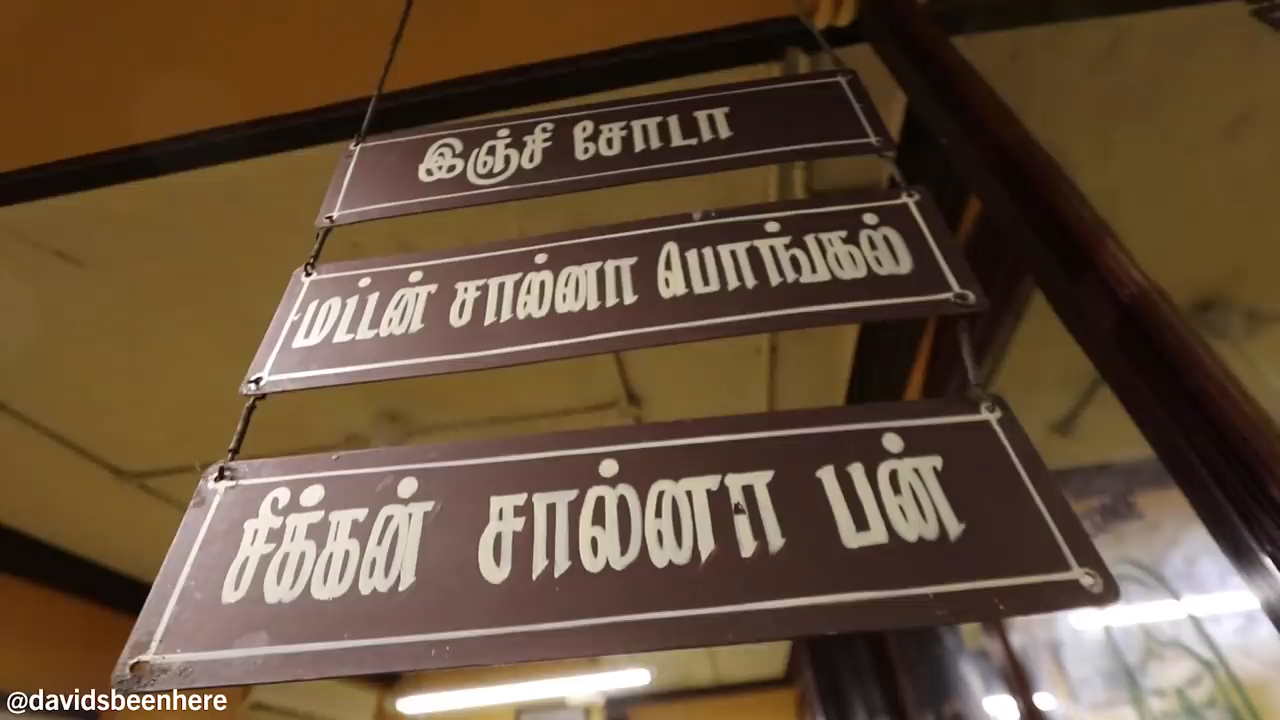 இஞ்சி சோடா
மட்டன் சால்னா பொங்கல்
சிக்கன் சால்னா பன்
@davidsbeenhere